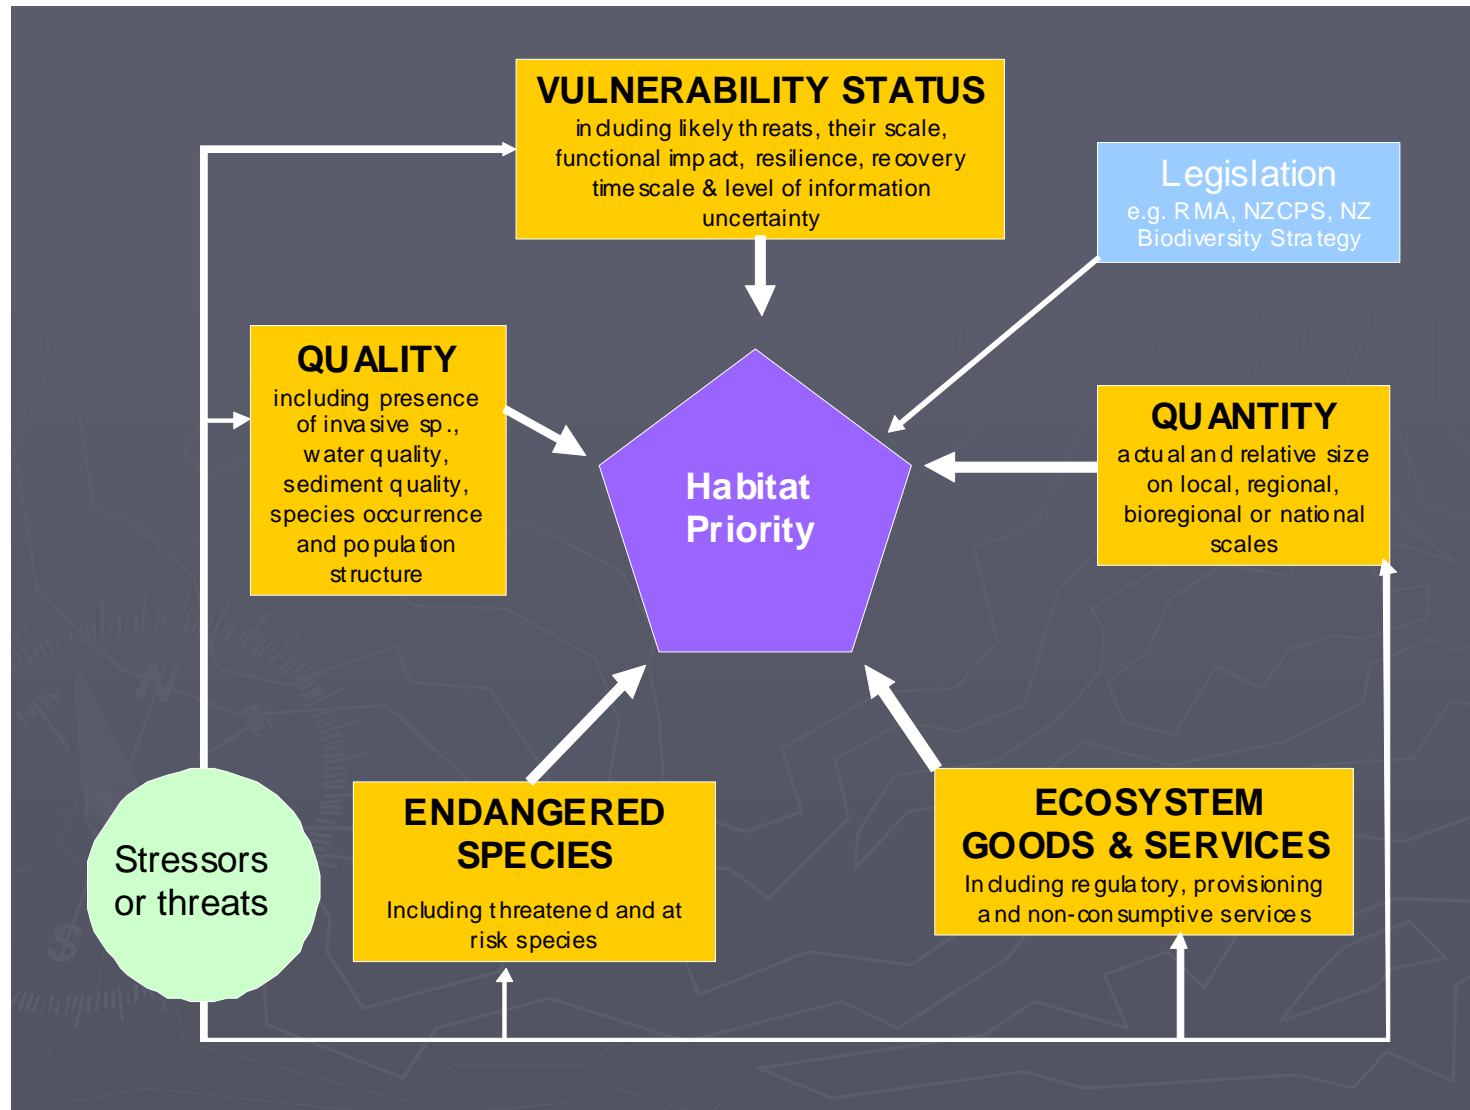 VULNERABILITY STATUS
including likely threats, their scale,
functional impact, resilience, recovery
timescale & level of information
uncertainty
Legislation
e.g. RMA, NZCPS, NZ
Biodiversity Strategy
QUALITY
including presence
of invasive sp.,
water quality,
sediment quality,
species occurrence
and population
structure
QUANTITY
actual and relative size
on local, regional,
bioregional or national
scales
Habitat
Priority
Stressors
or threats
ENDANGERED
SPECIES
Including threatened and at
risk species
ECOSYSTEM
GOODS & SERVICES
Including regulatory, provisioning
and non-consumptive services
N
NE
NW
S